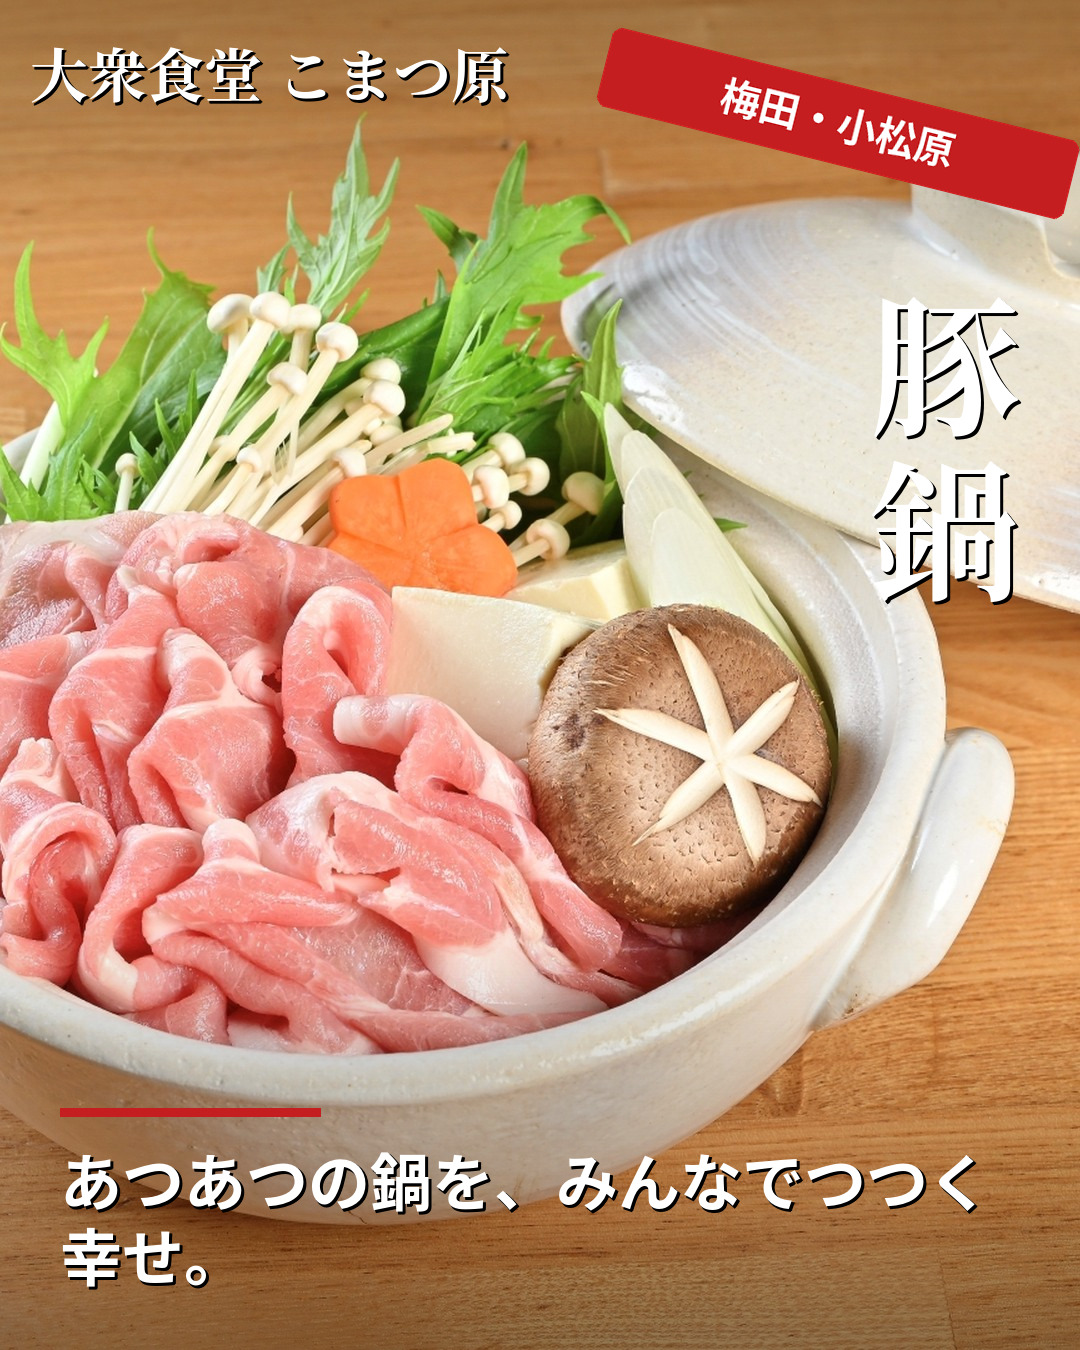 大衆食堂 こまつ原
梅田・小松原
豚鍋
あつあつの鍋を、みんなでつつく
幸せ。